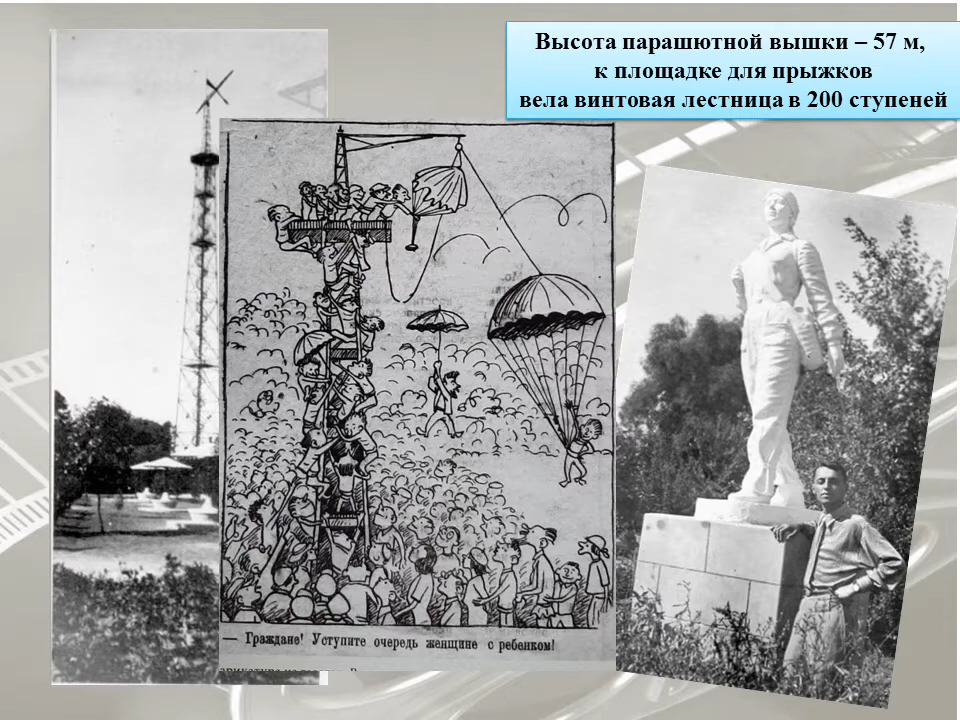 Высота парашютной вышки – 57 м,
к площадке для прыжков
вела винтовая лестница в 200 ступеней
— Граждане! Уступите очередь женщине с ребенком!